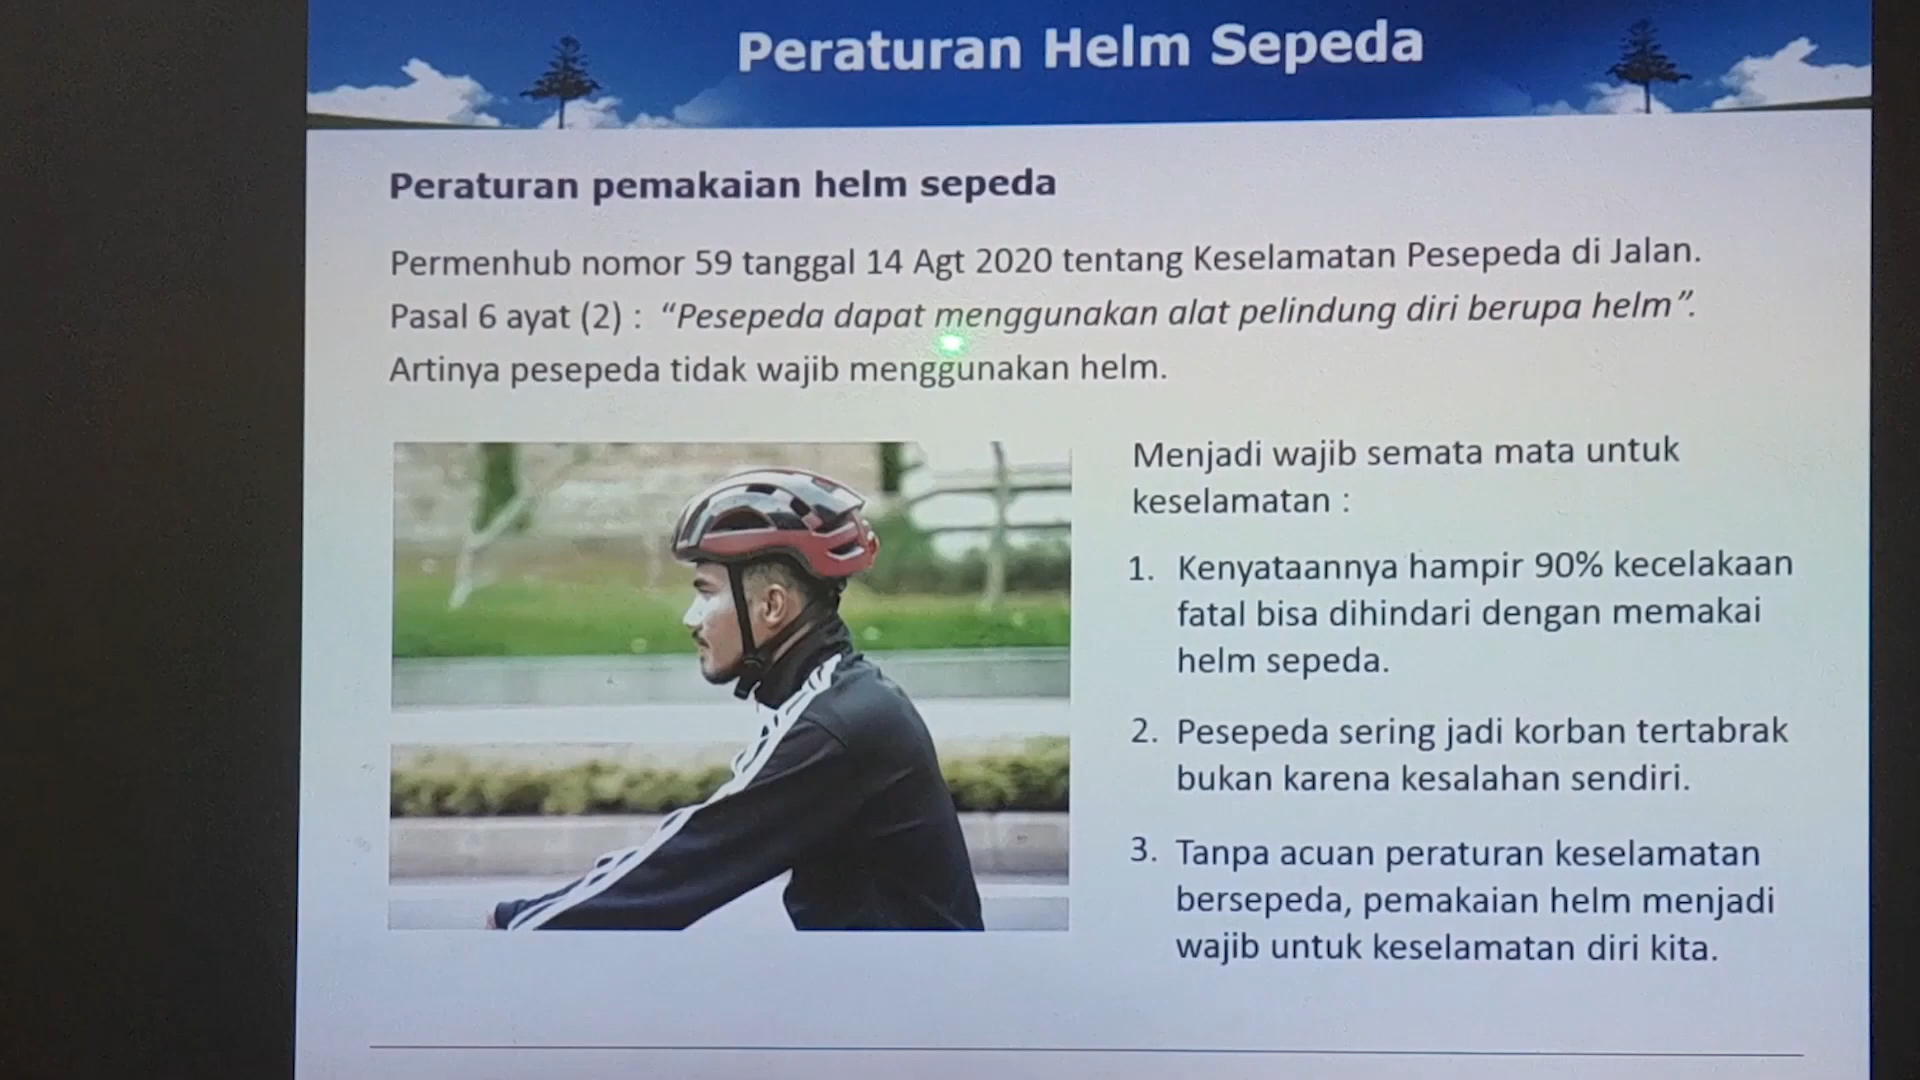 Peraturan Helm Sepeda
Peraturan pemakaian helm sepeda
Permenhub nomor 59 tanggal 14 Agt 2020 tentang Keselamatan Pesepeda di Jalan.
Pasal 6 ayat (2) : “Pesepeda dapat menggunakan alat pelindung diri berupa helm”.
Artinya pesepeda tidak wajib menggunakan helm.
Menjadi wajib semata mata untuk
keselamatan :
1. Kenyataannya hampir 90% kecelakaan
fatal bisa dihindari dengan memakai
helm sepeda.
2. Pesepeda sering jadi korban tertabrak
bukan karena kesalahan sendiri.
3. Tanpa acuan peraturan keselamatan
bersepeda, pemakaian helm menjadi
wajib untuk keselamatan diri kita.